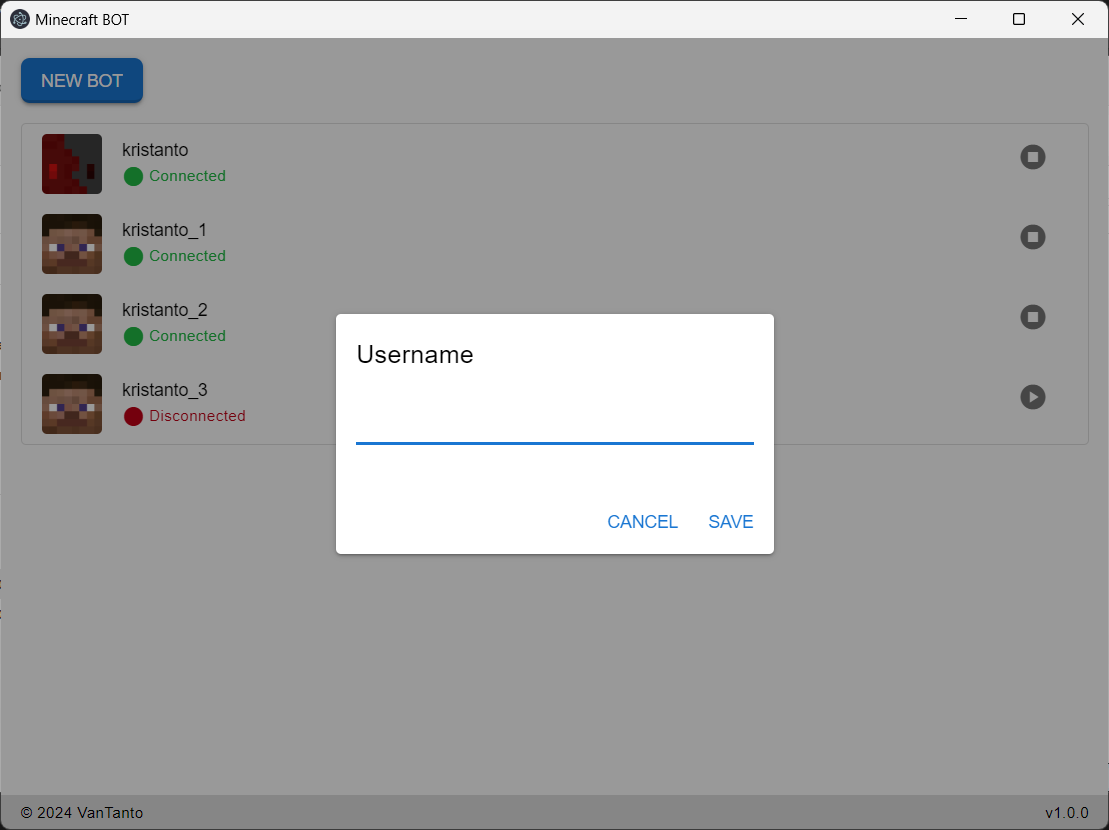 Minecraft BOT
NEW BOT
kristanto
Connected
kristanto_1
Connected
kristanto_2
Connected
kristanto_3
Disconnected
Username
CANCEL SAVE
© 2024 VanTanto v1.0.0